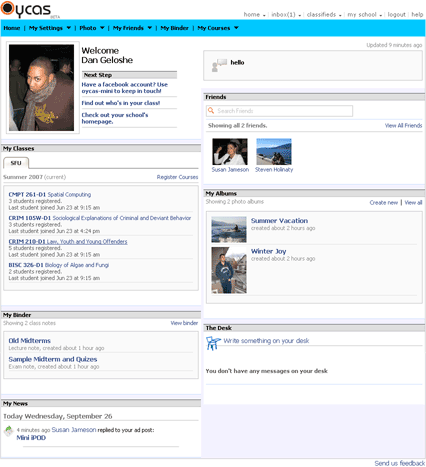 Oycas BETA
home inbox(1) classifieds my school logout help
Home | My Settings | Photo | My Friends | My Binder | My Courses
Updated 9 minutes ago
Welcome
Dan Geloshe
Next Step
Have a facebook account? Use
oycas-mini to keep in touch!
Find out who's in your class!
Check out your school's
homepage.
hello
Friends
Search friends
Showing all 2 friends.
View All Friends
Susan Jameson
Steven Holinaty
My Classes
SFU
Summer 2007 (current)
Register Courses
CMPT 261-D1 Spatial Computing
3 students registered.
Last student joined Jun 23 at 9:15 am
CRIM 105W-D1 Sociological Explanations of Criminal and Deviant Behavior
3 students registered.
Last student joined Jun 23 at 4:24 pm
CRIM 210-D1 Law, Youth and Young Offenders
5 students registered.
Last student joined Jun 23 at 9:15 am
BISC 326-D1 Biology of Algae and Fungi
2 students registered.
Last student joined Jun 23 at 9:15 am
My Albums
Showing 2 photo albums
Create new | View all
Summer Vacation
created about 2 hours ago
Winter Joy
created about 2 hours ago
My Binder
Showing 2 class notes
View binder
Old Midterms
Lecture note, created about 1 hour ago
Sample Midterm and Quizes
Exam note, created about 1 hour ago
The Desk
Write something on your desk
You don't have any messages on your desk
My News
Today Wednesday, September 26
4 minutes ago Susan Jameson replied to your ad post:
Mini iPOD
Send us feedback